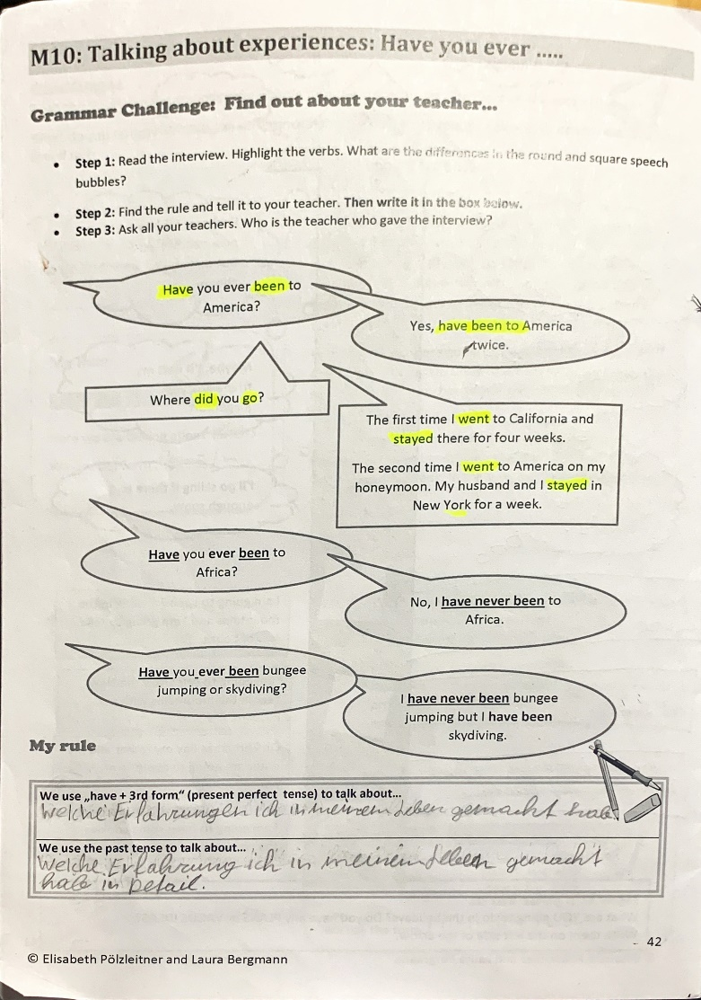 M10: Talking about experiences: Have you ever .....
Grammar Challenge: Find out about your teacher...
• Step 1: Read the interview. Highlight the verbs. What are the differences in the round and square speech
bubbles?
• Step 2: Find the rule and tell it to your teacher. Then write it in the box below.
• Step 3: Ask all your teachers. Who is the teacher who gave the interview?
Have you ever been to
America?
Yes, have been to America
twice.
Where did you go?
The first time I went to California and
stayed there for four weeks.
The second time I went to America on my
honeymoon. My husband and I stayed in
New York for a week.
Have you ever been to
Africa?
No, I have never been to
Africa.
Have you ever been bungee
jumping or skydiving?
I have never been bungee
jumping but I have been
skydiving.
My rule
We use „have + 3rd form“ (present perfect tense) to talk about...
Welche Erfahrungen ich in meinem Leben gemacht hab
We use the past tense to talk about...
Welche Erfahrung ich in meinem Leben gemacht
hab in Detail.
42
© Elisabeth Pölzleitner and Laura Bergmann